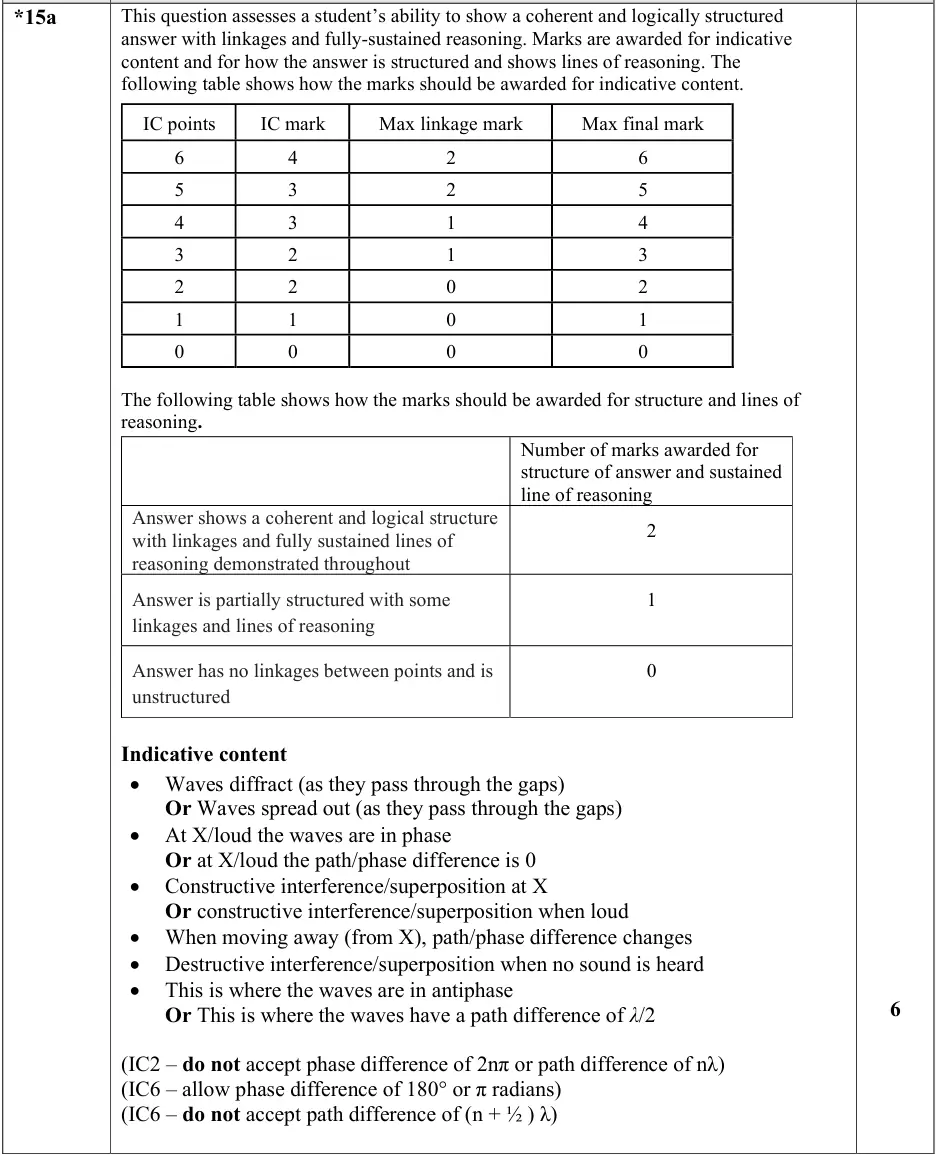 *15a
This question assesses a student’s ability to show a coherent and logically structured
answer with linkages and fully-sustained reasoning. Marks are awarded for indicative
content and for how the answer is structured and shows lines of reasoning. The
following table shows how the marks should be awarded for indicative content.
IC points IC mark Max linkage mark Max final mark
6 4 2 6
5 3 2 5
4 3 1 4
3 2 1 3
2 2 0 2
1 1 0 1
0 0 0 0
The following table shows how the marks should be awarded for structure and lines of
reasoning.
Number of marks awarded for
structure of answer and sustained
line of reasoning
Answer shows a coherent and logical structure
with linkages and fully sustained lines of
reasoning demonstrated throughout
2
Answer is partially structured with some
linkages and lines of reasoning
1
Answer has no linkages between points and is
unstructured
0
Indicative content
• Waves diffract (as they pass through the gaps)
Or Waves spread out (as they pass through the gaps)
• At X/loud the waves are in phase
Or at X/loud the path/phase difference is 0
• Constructive interference/superposition at X
Or constructive interference/superposition when loud
• When moving away (from X), path/phase difference changes
• Destructive interference/superposition when no sound is heard
• This is where the waves are in antiphase
Or This is where the waves have a path difference of λ/2
6
(IC2 – do not accept phase difference of 2nπ or path difference of nλ)
(IC6 – allow phase difference of 180° or π radians)
(IC6 – do not accept path difference of (n + ½ ) λ)